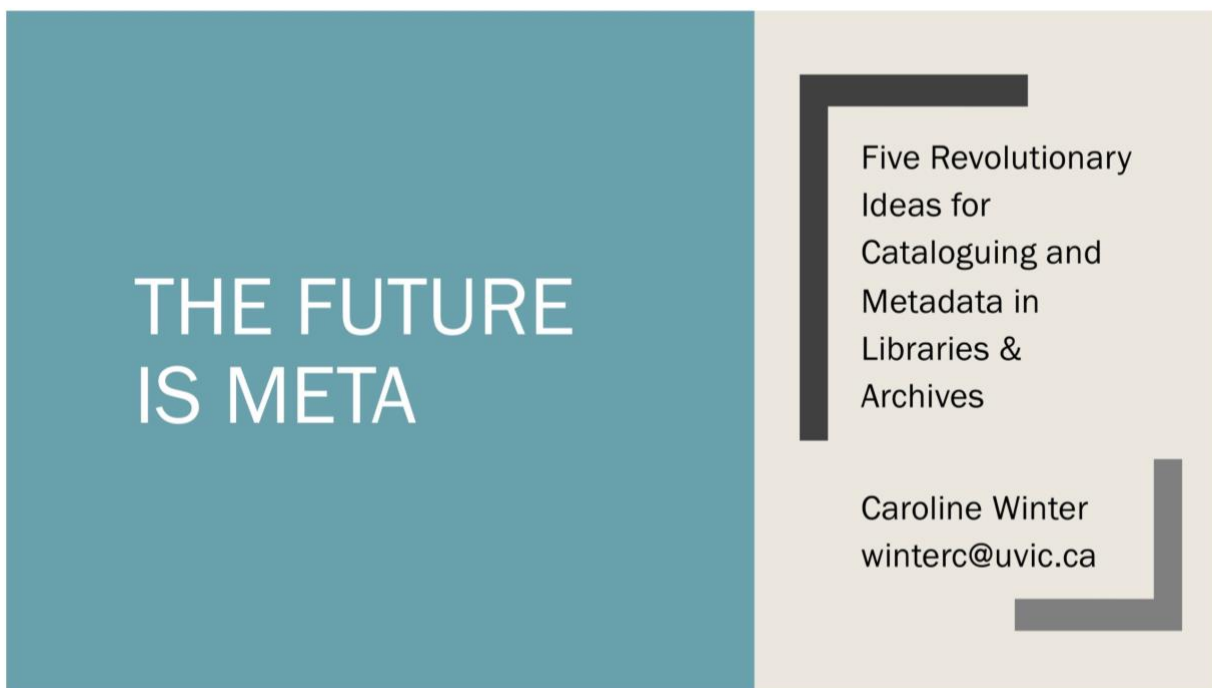 THE FUTURE
IS META
Five Revolutionary
Ideas for
Cataloguing and
Metadata in
Libraries &
Archives
Caroline Winter
winterc@uvic.ca